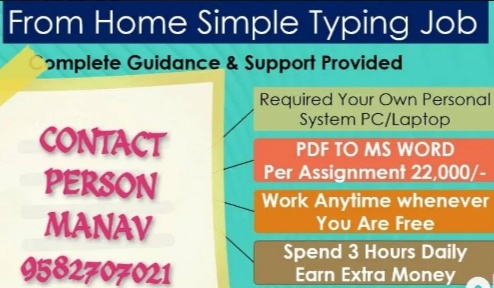 From Home Simple Typing Job
Complete Guidance & Support Provided
CONTACT
PERSON
MANAV
9582707021
Required Your Own Personal
System PC/Laptop
PDF TO MS WORD
Per Assignment 22,000/-
Work Anytime whenever
You Are Free
Spend 3 Hours Daily
Earn Extra Money